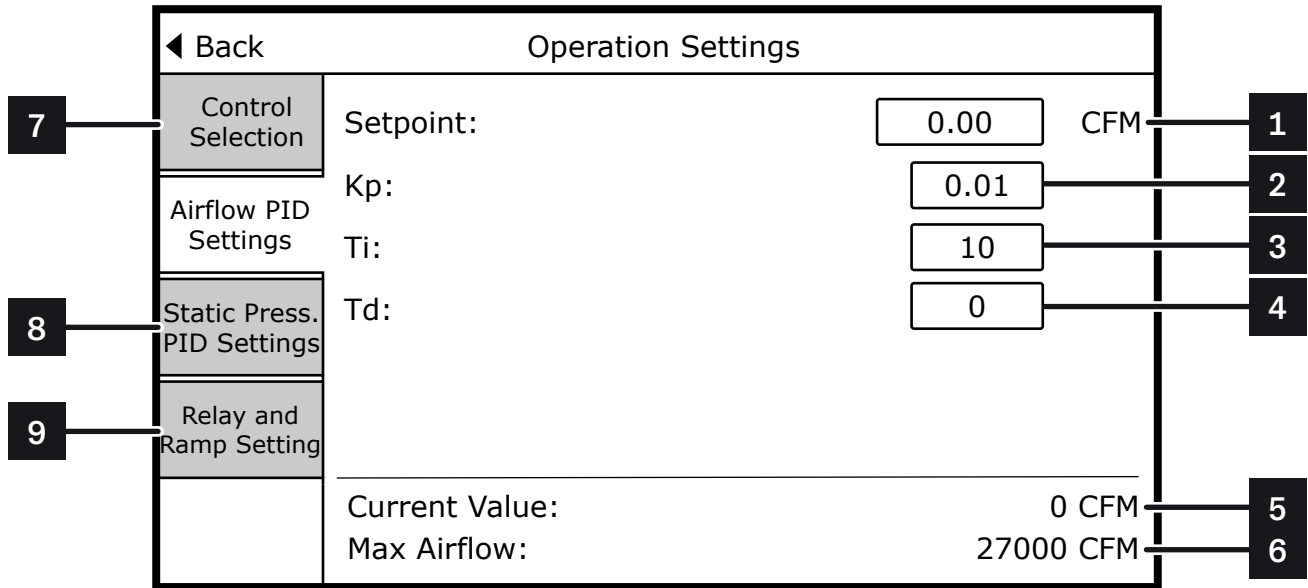 Back
Operation Settings
7
Control
Selection
Airflow PID
Settings
8
Static Press.
PID Settings
9
Relay and
Ramp Setting
Setpoint: 0.00 CFM 1
Kp: 0.01 2
Ti: 10 3
Td: 0 4
Current Value: 0 CFM 5
Max Airflow: 27000 CFM 6